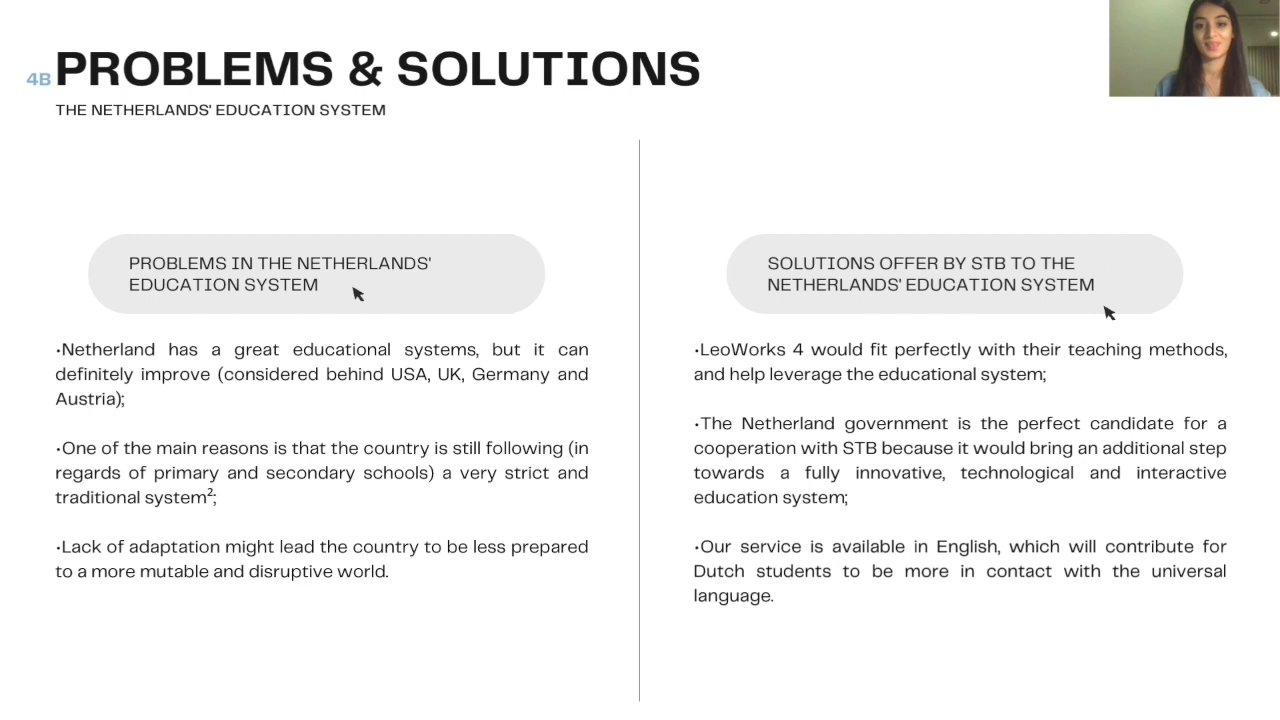 4B PROBLEMS & SOLUTIONS
THE NETHERLANDS' EDUCATION SYSTEM
PROBLEMS IN THE NETHERLANDS'
EDUCATION SYSTEM
•Netherland has a great educational systems, but it can
definitely improve (considered behind USA, UK, Germany and
Austria);
•One of the main reasons is that the country is still following (in
regards of primary and secondary schools) a very strict and
traditional system²;
•Lack of adaptation might lead the country to be less prepared
to a more mutable and disruptive world.
SOLUTIONS OFFER BY STB TO THE
NETHERLANDS' EDUCATION SYSTEM
•LeoWorks 4 would fit perfectly with their teaching methods,
and help leverage the educational system;
•The Netherland government is the perfect candidate for a
cooperation with STB because it would bring an additional step
towards a fully innovative, technological and interactive
education system;
•Our service is available in English, which will contribute for
Dutch students to be more in contact with the universal
language.